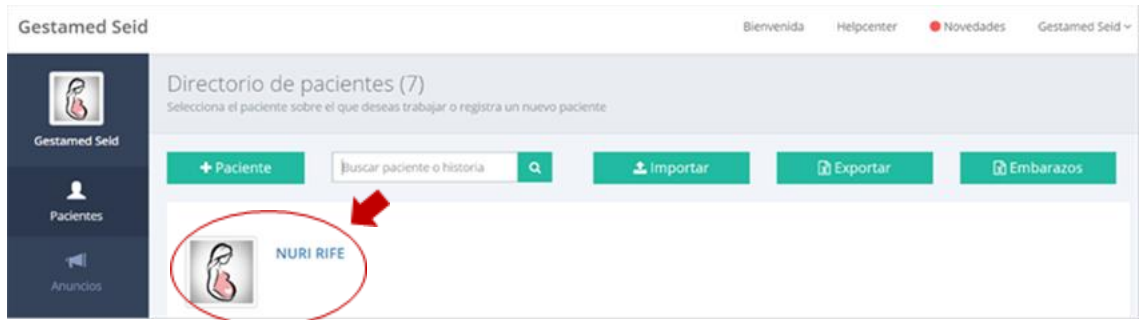 Gestamed Seid
Bienvenida Helpcenter Novedades Gestamed Seid
Directorio de pacientes (7)
Selecciona el paciente sobre el que deseas trabajar o registra un nuevo paciente
Gestamed Seid
+ Paciente Buscar paciente o historia Importar Exportar Embarazos
Pacientes
NURI RIFE
Anuncios